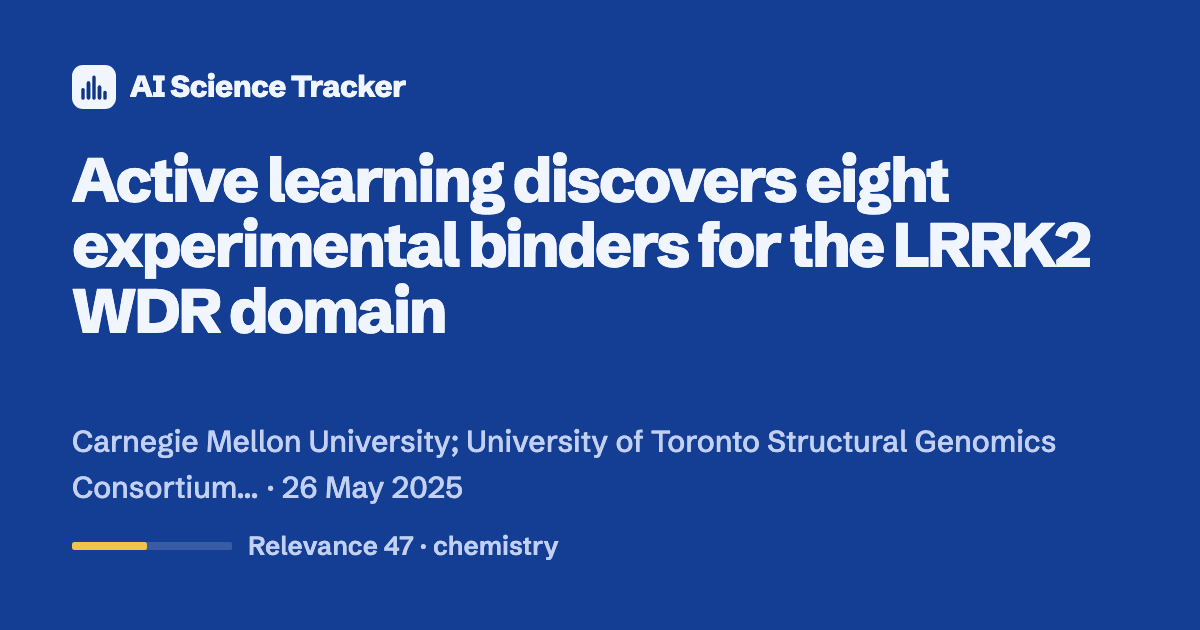 AI Science Tracker
Active learning discovers eight
experimental binders for the LRRK2
WDR domain
Carnegie Mellon University; University of Toronto Structural Genomics
Consortium... · 26 May 2025
Relevance 47 · chemistry